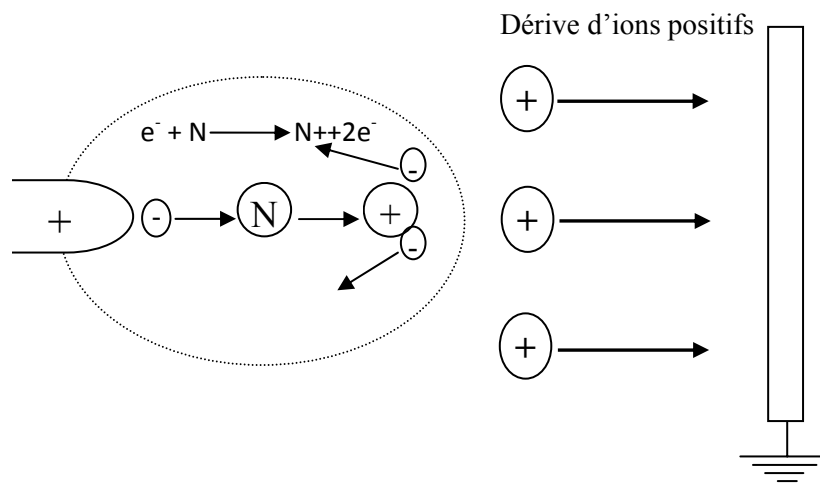 Dérive d’ions positifs
+
e⁻ + N N++2e⁻
-
+ - N +
-
+
+
+